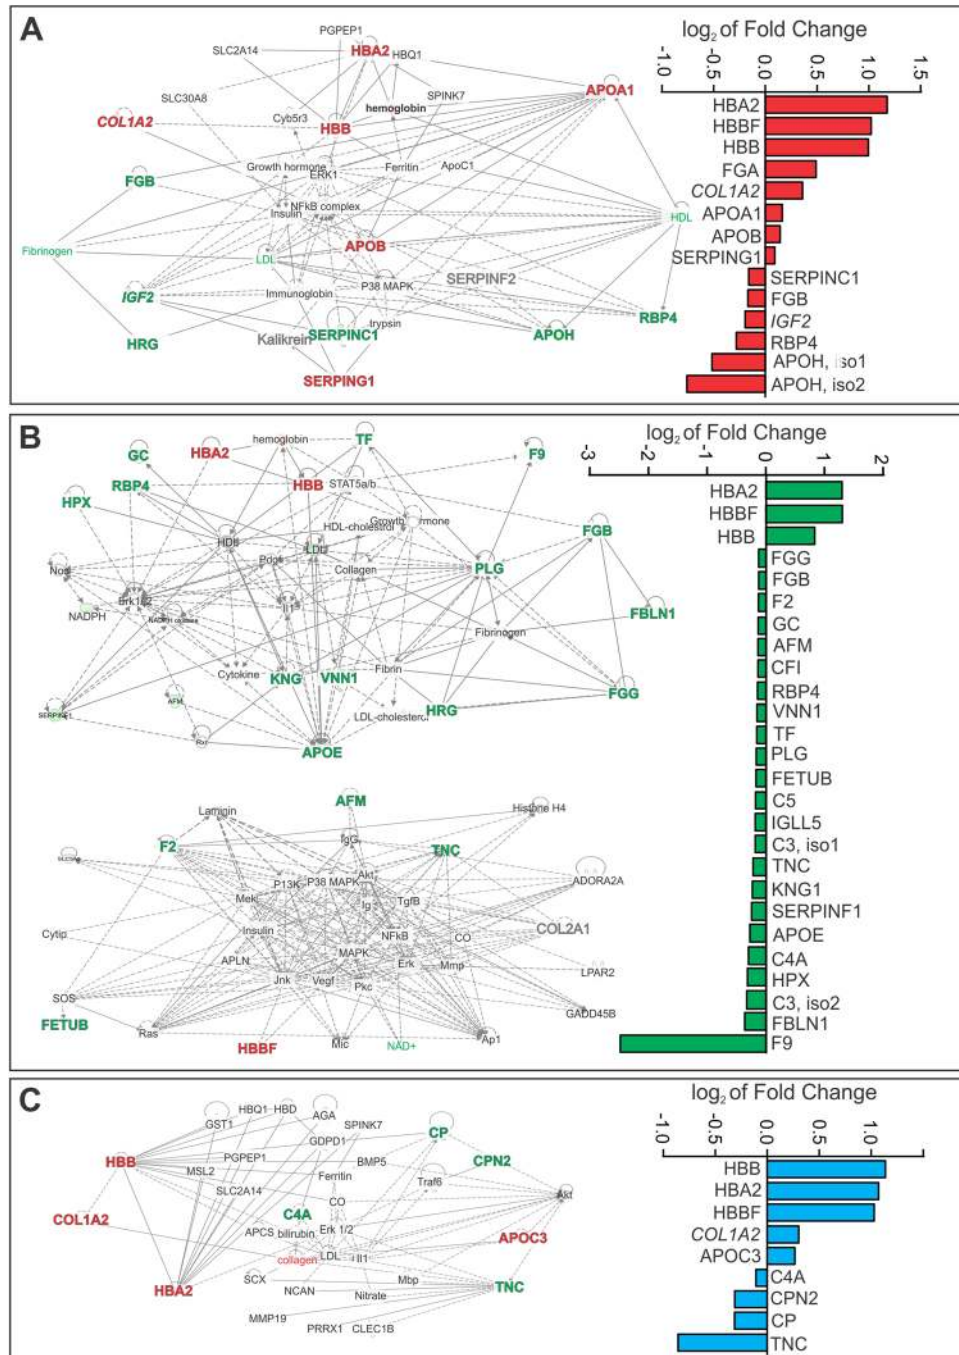 A
PGPEP1
SLC2A14
HBA2
HBQ1
APOA1
SLC30A8
hemoglobin
SPINK7
COL1A2
Cyb5r3
HBB
Growth hormone
Ferritin
ApoC1
ERK1
FGB
Insulin
NFkB complex
HDL
Fibrinogen
LDL
APOB
SERPINF2
IGF2
Immunoglobin
P38 MAPK
HRG
Kalikrein
SERPINC1
trypsin
APOH
RBP4
SERPING1
log2 of Fold Change
-1.0
-0.5
0.0
0.5
1.0
1.5
HBA2
HBBF
HBB
FGA
COL1A2
APOA1
APOB
SERPING1
SERPINC1
FGB
IGF2
RBP4
APOH, iso1
APOH, iso2
B
GC
HBA2
hemoglobin
TF
F9
RBP4
HBB
STAT5a/b
HPX
HDL-cholestrol
FGB
LDL
Collagen
PLG
NADPH
Il1
FBLN1
Fibrinogen
Cytokine
KNG
VNN1
Fibrin
FGG
AFM
LDL-cholesterol
HRG
APOE
Laminin
AFM
Histone H4
F2
IgG
TNC
P13K
P38 MAPK
Akt
ADORA2A
Mek
Ig
TgfB
Cytip
Insulin
NFkB
CO
COL2A1
APLN
MAPK
Jnk
Vegf
Pkc
Erk
Mmp
LPAR2
SOS
GADD45B
FETUB
Ras
HBBF
Mic
NAD+
Ap1
log2 of Fold Change
-3
-2
-1
0
1
2
HBA2
HBBF
HBB
FGG
FGB
F2
GC
AFM
CFI
RBP4
VNN1
TF
PLG
FETUB
C5
IGLL5
C3, iso1
TNC
KNG1
SERPINF1
APOE
C4A
HPX
C3, iso2
FBLN1
F9
C
HBQ1
HBD
AGA
GST1
SPINK7
GDPD1
CP
HBB
PGPEP1
MSL2
BMP5
CPN2
SLC2A14
Ferritin
Traf6
CO
Akt
COL1A2
C4A
Erk 1/2
APCS
bilirubin
APOC3
collagen
LDL
Il1
HBA2
SCX
NCAN
Nitrate
Mbp
TNC
MMP19
PRRX1
CLEC1B
log2 of Fold Change
-1.0
-0.5
0.0
0.5
1.0
HBB
HBA2
HBBF
COL1A2
APOC3
C4A
CPN2
CP
TNC